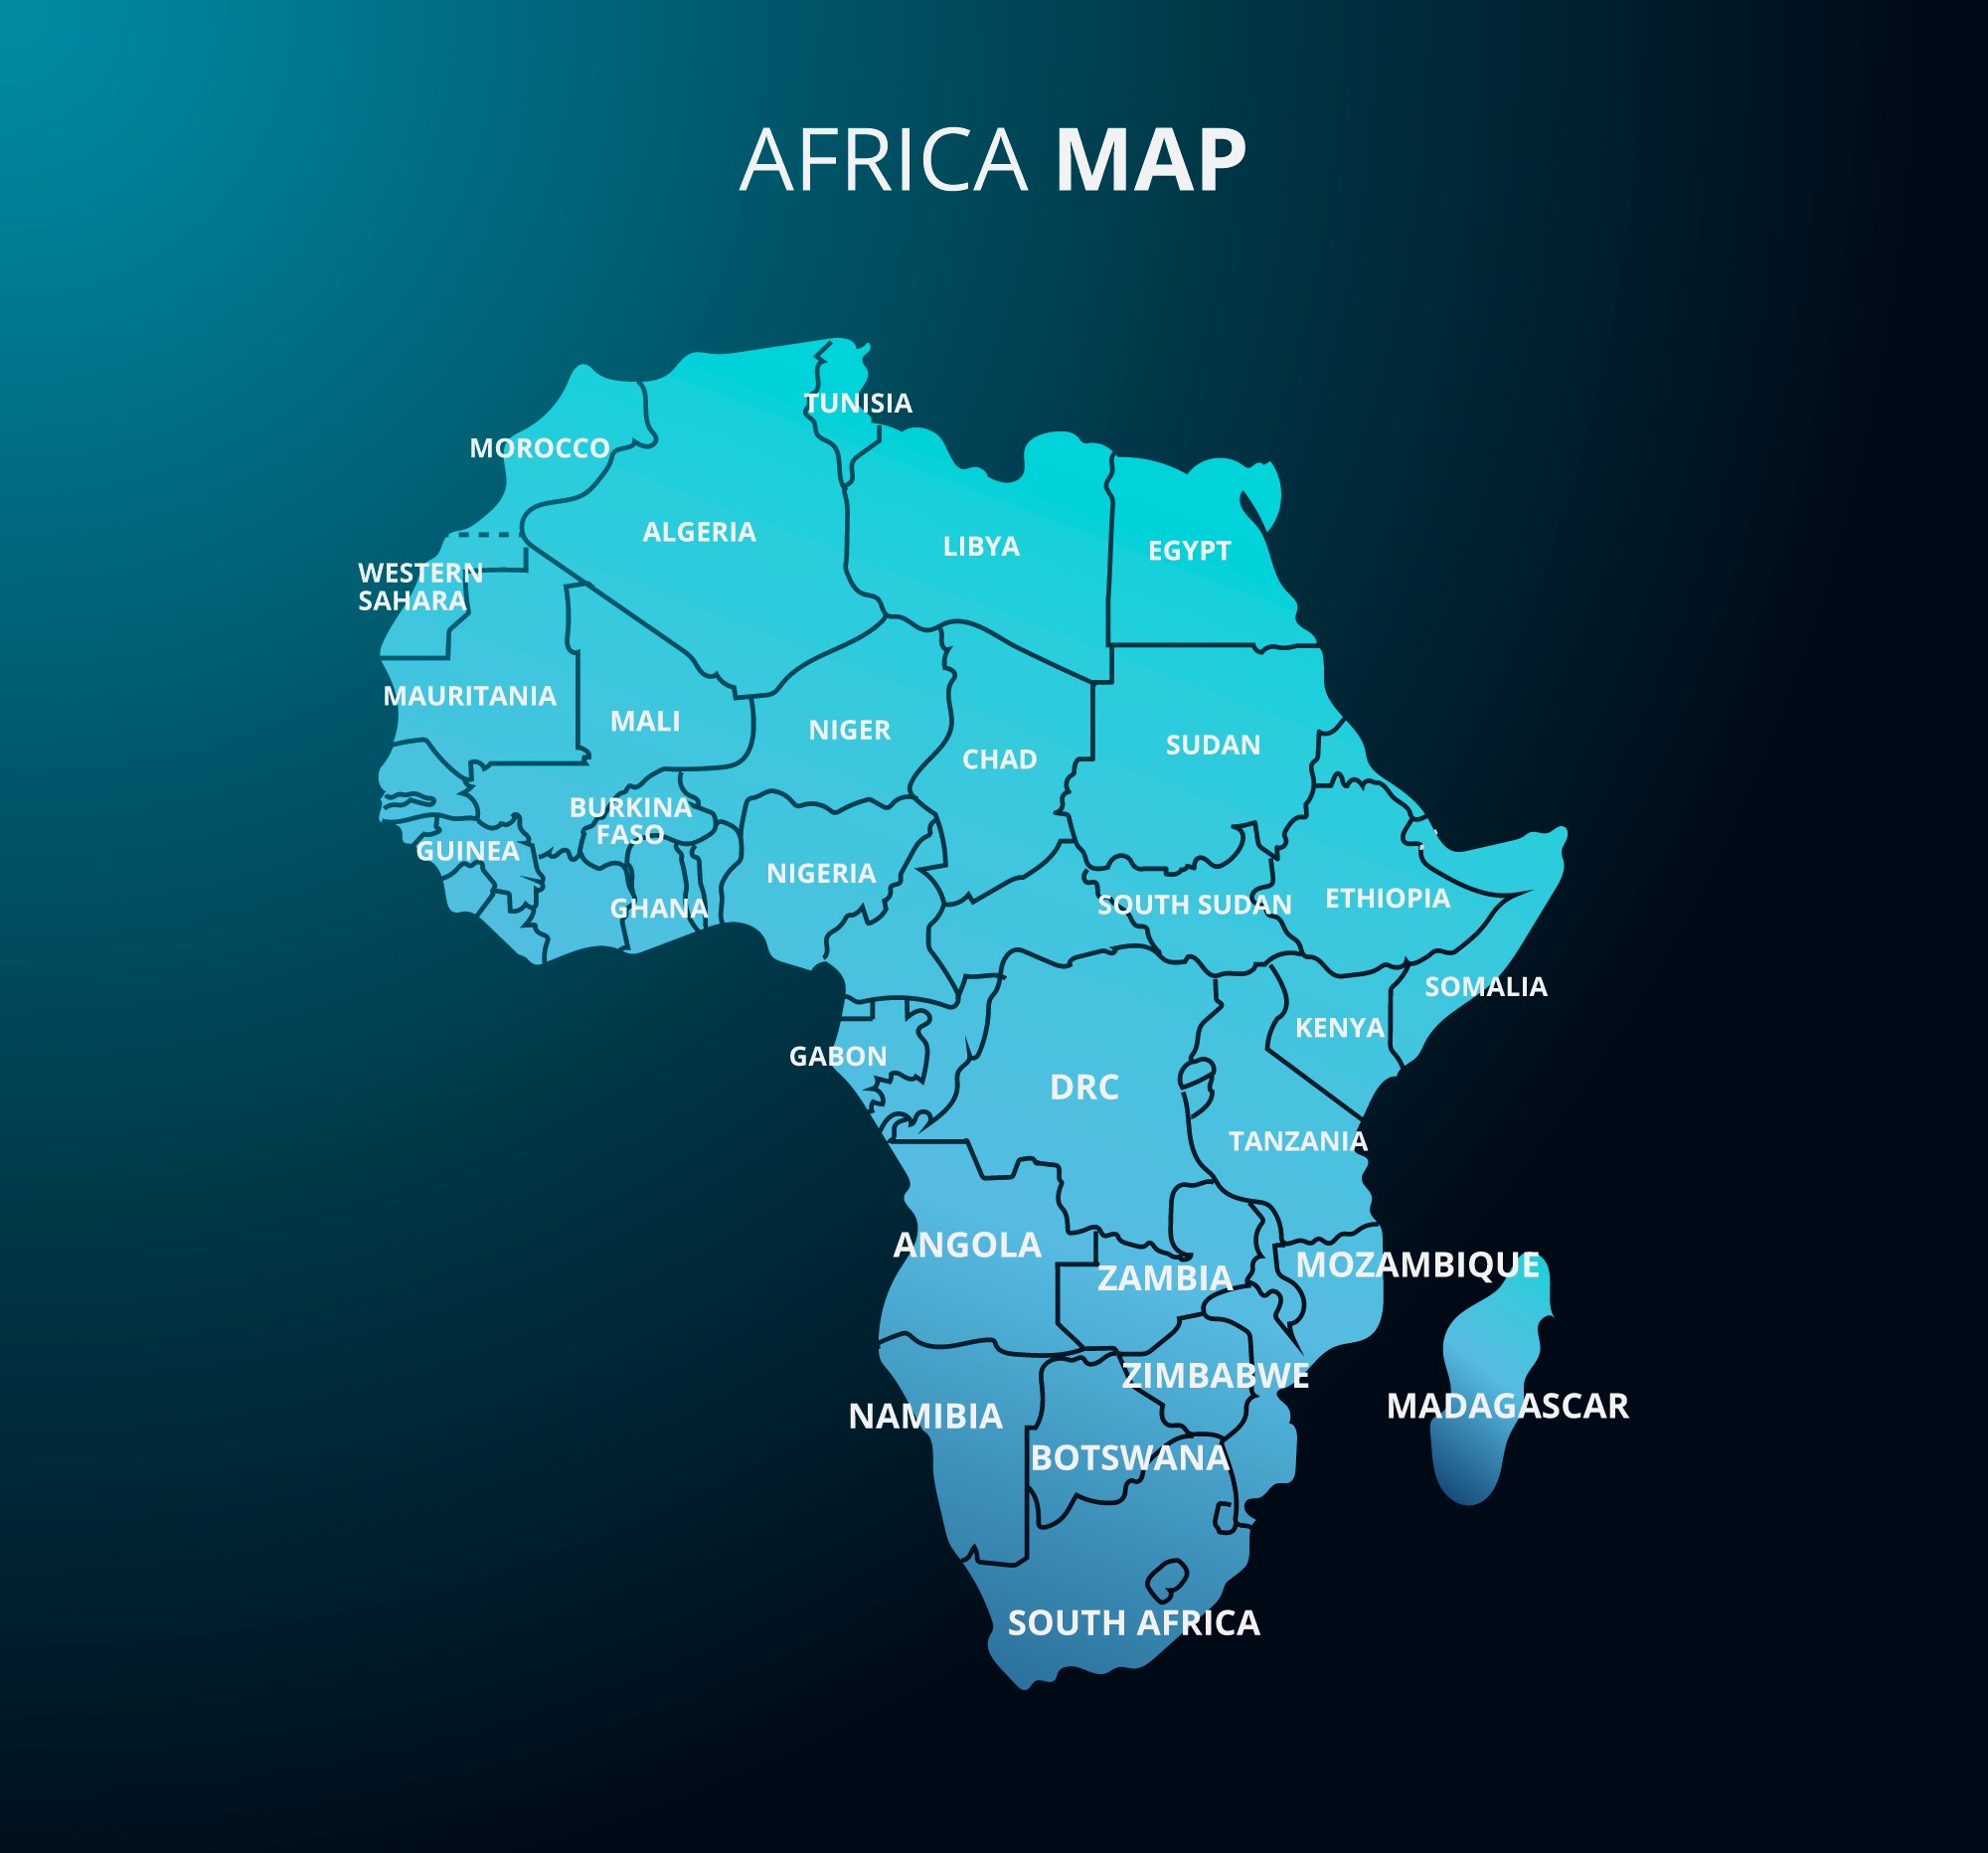 AFRICA MAP
TUNISIA
MOROCCO
ALGERIA
LIBYA
EGYPT
WESTERN
SAHARA
MAURITANIA
MALI
NIGER
CHAD
SUDAN
BURKINA
FASO
GUINEA
NIGERIA
GHANA
SOUTH SUDAN
ETHIOPIA
SOMALIA
KENYA
GABON
DRC
TANZANIA
ANGOLA
ZAMBIA
MOZAMBIQUE
ZIMBABWE
NAMIBIA
MADAGASCAR
BOTSWANA
SOUTH AFRICA